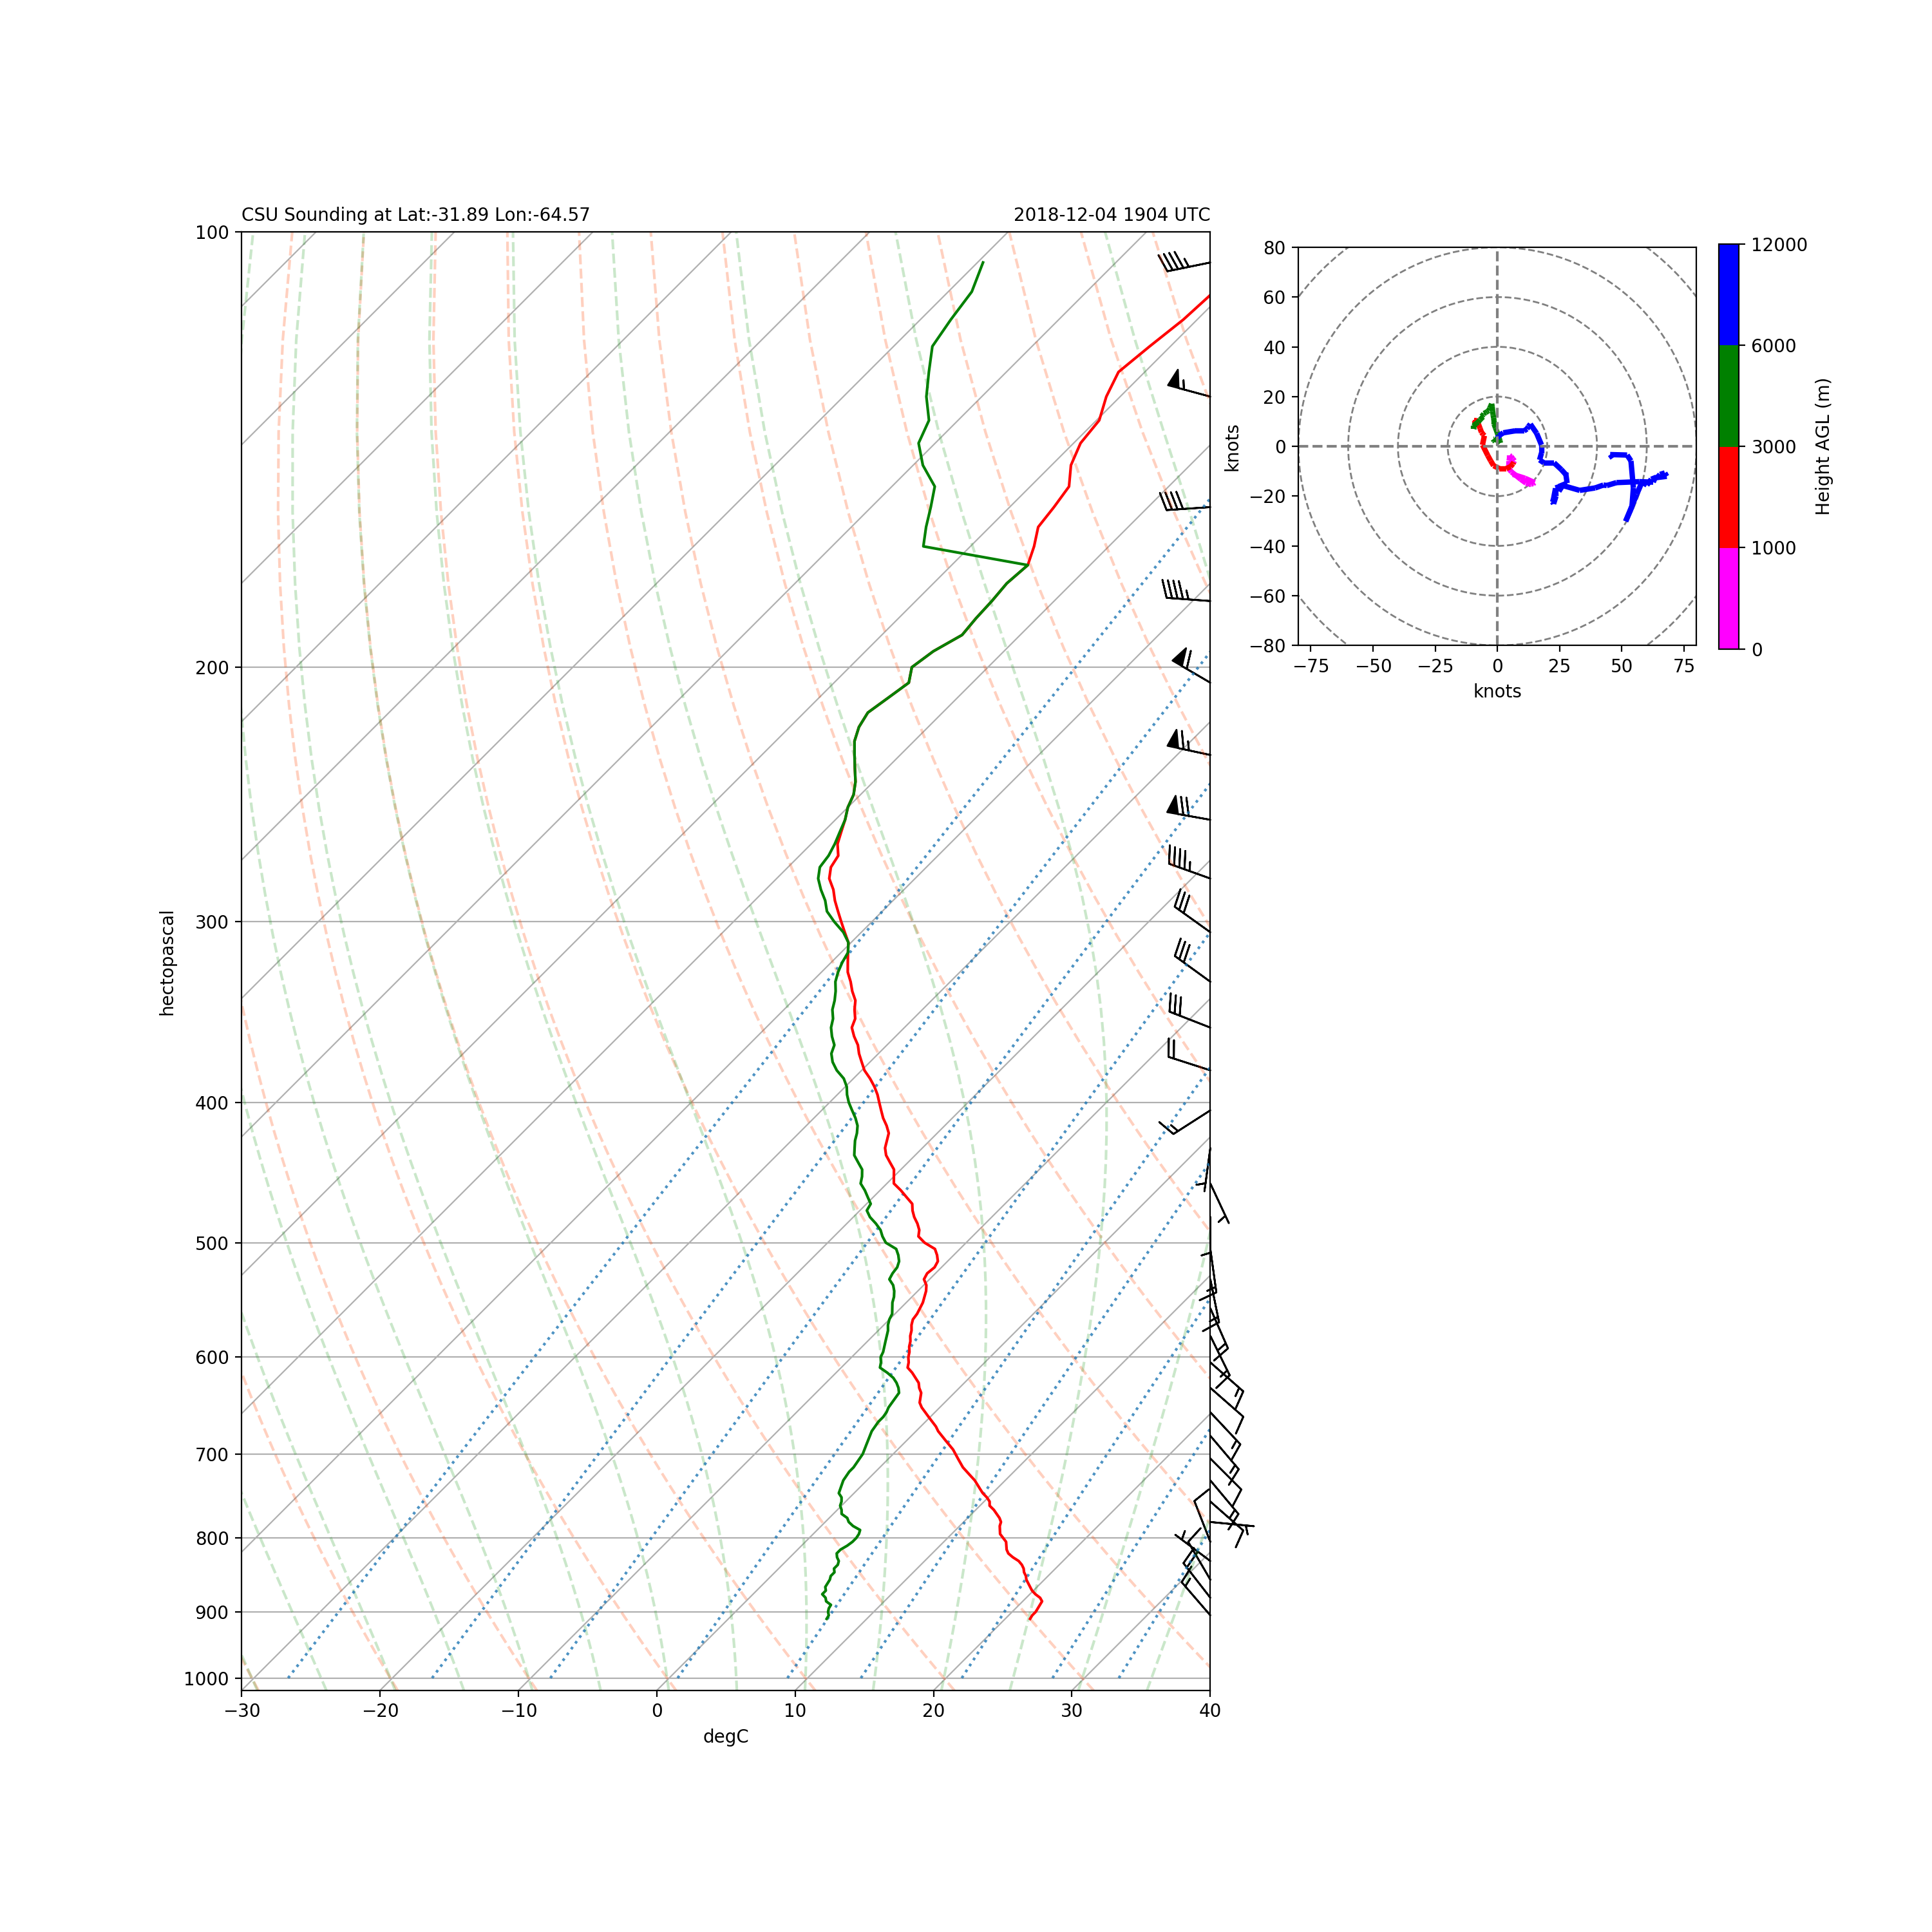 CSU Sounding at Lat:-31.89 Lon:-64.57
2018-12-04 1904 UTC
100
200
300
400
500
600
700
800
900
1000
hectopascal
−30 −20 −10 0 10 20 30 40
degC
80
60
40
20
0
−20
−40
−60
−80
knots
−75 −50 −25 0 25 50 75
knots
12000
6000
3000
1000
0
Height AGL (m)